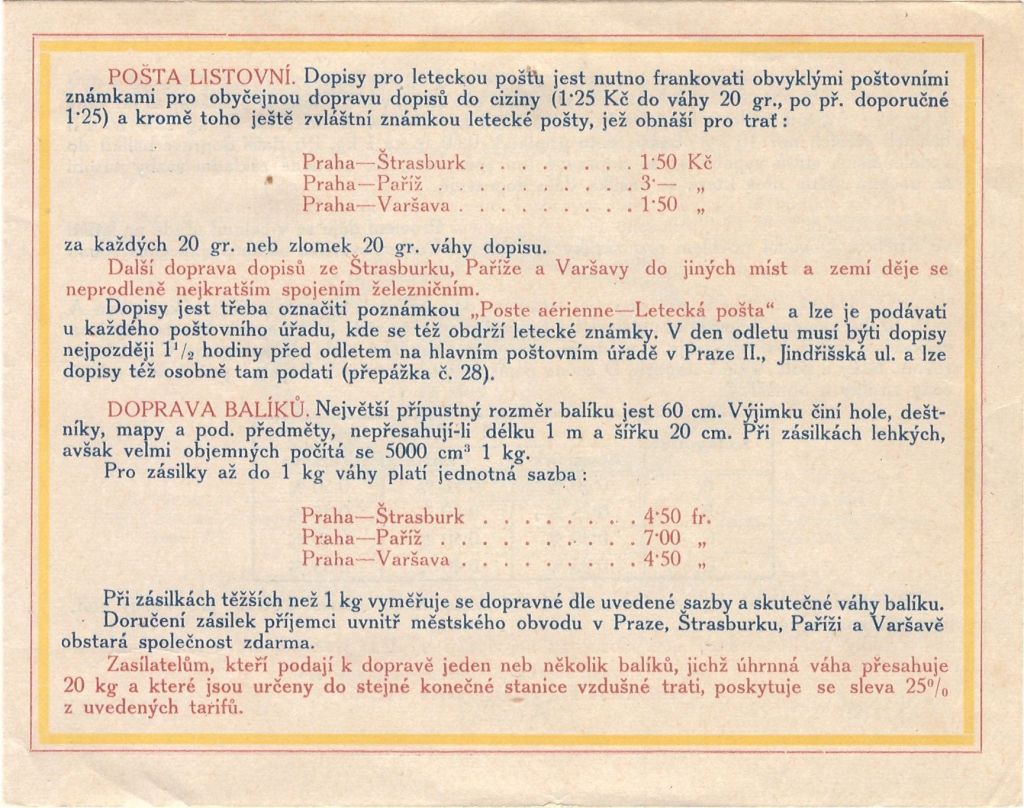 POŠTA LISTOVNÍ. Dopisy pro leteckou poštu jest nutno frankovati obvyklými poštovními
známkami pro obyčejnou dopravu dopisů do ciziny (1·25 Kč do váhy 20 gr., po př. doporučné
1·25) a kromě toho ještě zvláštní známkou letecké pošty, jež obnáší pro trať:
Praha—Štrasburk . . . . . . . . 1·50 Kč
Praha—Paříž . . . . . . . . . . 3·— „
Praha—Varšava . . . . . . . . . 1·50 „
za každých 20 gr. neb zlomek 20 gr. váhy dopisu.
Další doprava dopisů ze Štrasburku, Paříže a Varšavy do jiných míst a zemí děje se
neprodleně nejkratším spojením železničním.
Dopisy jest třeba označiti poznámkou „Poste aérienne—Letecká pošta“ a lze je podávati
u každého poštovního úřadu, kde se též obdrží letecké známky. V den odletu musí býti dopisy
nejpozději 1¹/₂ hodiny před odletem na hlavním poštovním úřadě v Praze II., Jindřišská ul. a lze
dopisy též osobně tam podati (přepážka č. 28).
DOPRAVA BALÍKŮ. Největší přípustný rozměr balíku jest 60 cm. Výjimku činí hole, dešt-
níky, mapy a pod. předměty, nepřesahují-li délku 1 m a šířku 20 cm. Při zásilkách lehkých,
avšak velmi objemných počítá se 5000 cm³ 1 kg.
Pro zásilky až do 1 kg váhy platí jednotná sazba:
Praha—Štrasburk . . . . . . . . 4·50 fr.
Praha—Paříž . . . . . . . . . . 7·00 „
Praha—Varšava . . . . . . . . . 4·50 „
Při zásilkách těžších než 1 kg vyměřuje se dopravné dle uvedené sazby a skutečné váhy balíku.
Doručení zásilek příjemci uvnitř městského obvodu v Praze, Štrasburku, Paříži a Varšavě
obstará společnost zdarma.
Zasílatelům, kteří podají k dopravě jeden neb několik balíků, jichž úhrnná váha přesahuje
20 kg a které jsou určeny do stejné konečné stanice vzdušné trati, poskytuje se sleva 25%
z uvedených tarifů.